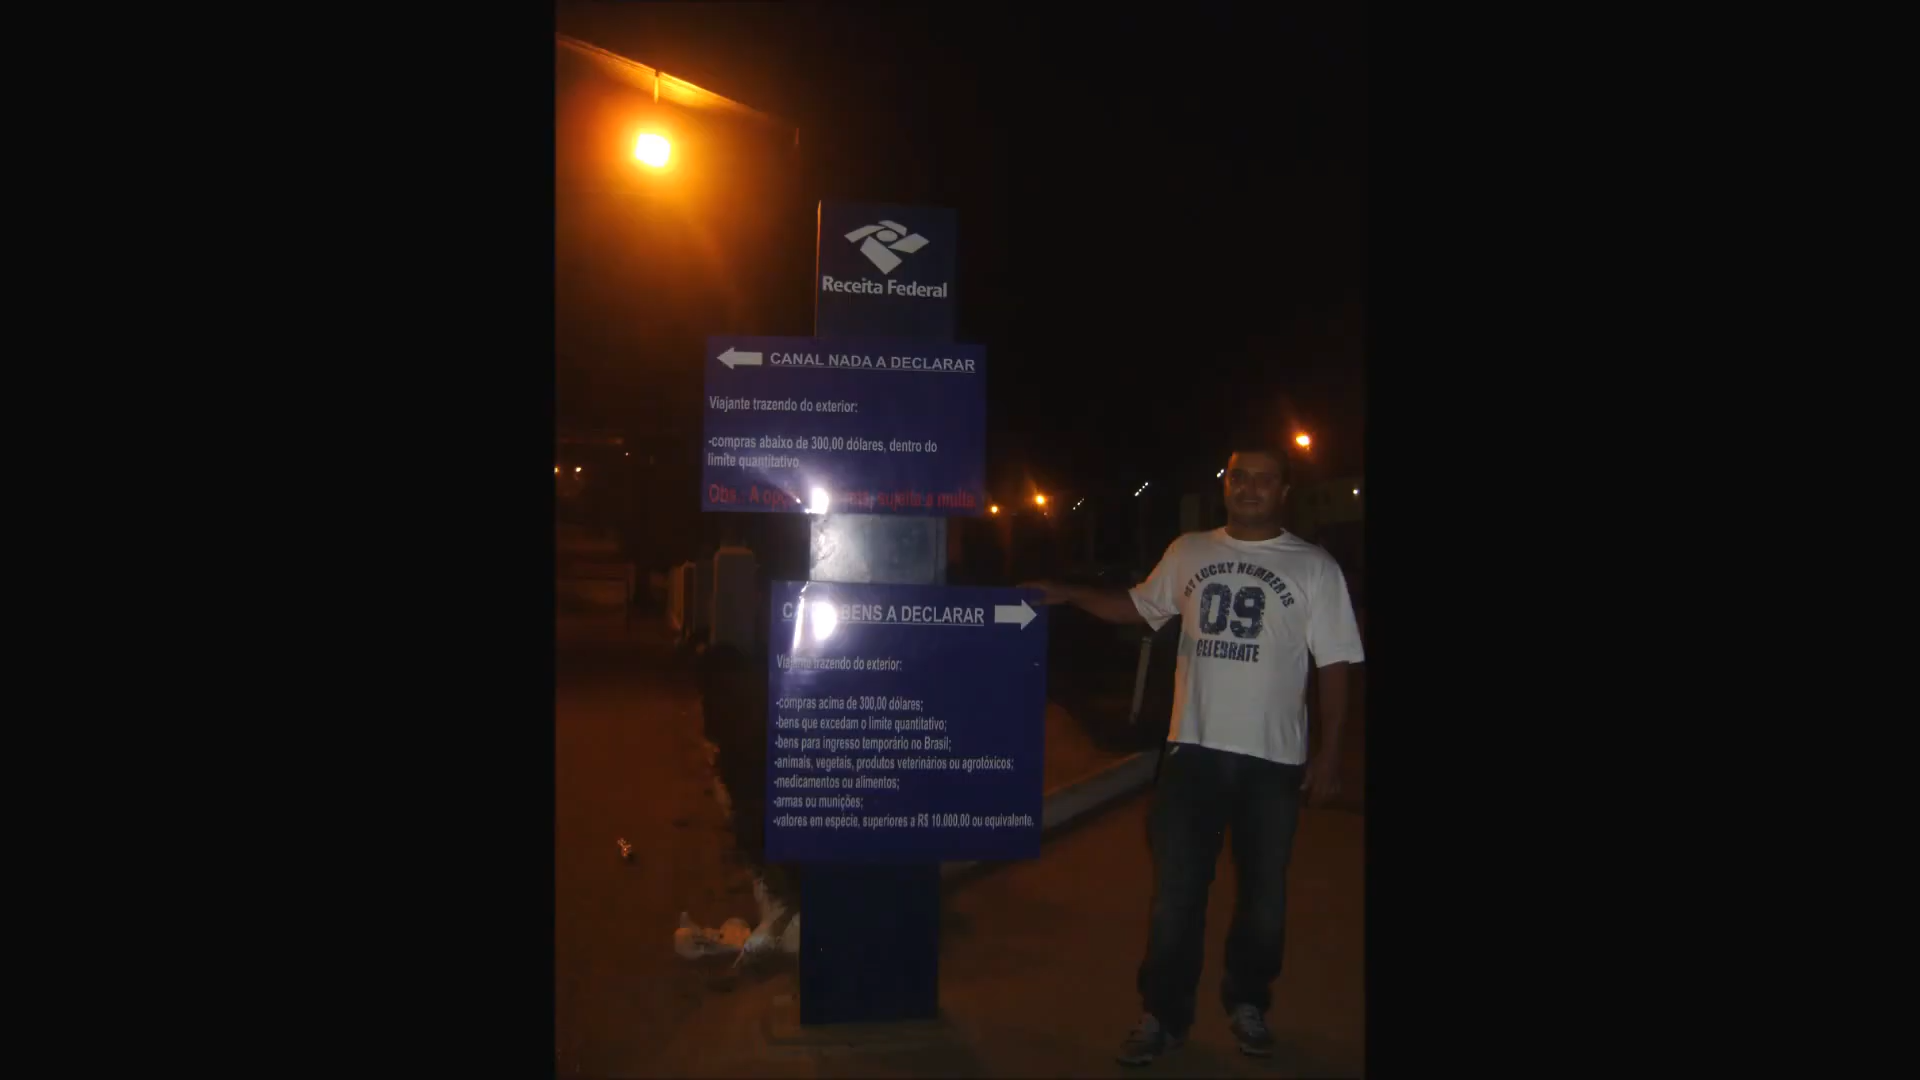 Receita Federal
CANAL NADA A DECLARAR
Viajante trazendo do exterior:
-compras abaixo de 300,00 dólares, dentro do
limite quantitativo
Obs. A sujeito a multa.
BENS A DECLARAR
Viajante trazendo do exterior:
-compras acima de 300,00 dólares;
-bens que excedam o limite quantitativo;
-bens para ingresso temporário no Brasil;
-animais, vegetais, produtos veterinários ou agrotóxicos;
-medicamentos ou alimentos;
-armas ou munições;
-valores em espécie, superiores a R$ 10.000,00 ou equivalente.
MY LUCKY NUMBER IS
09
CELEBRATE